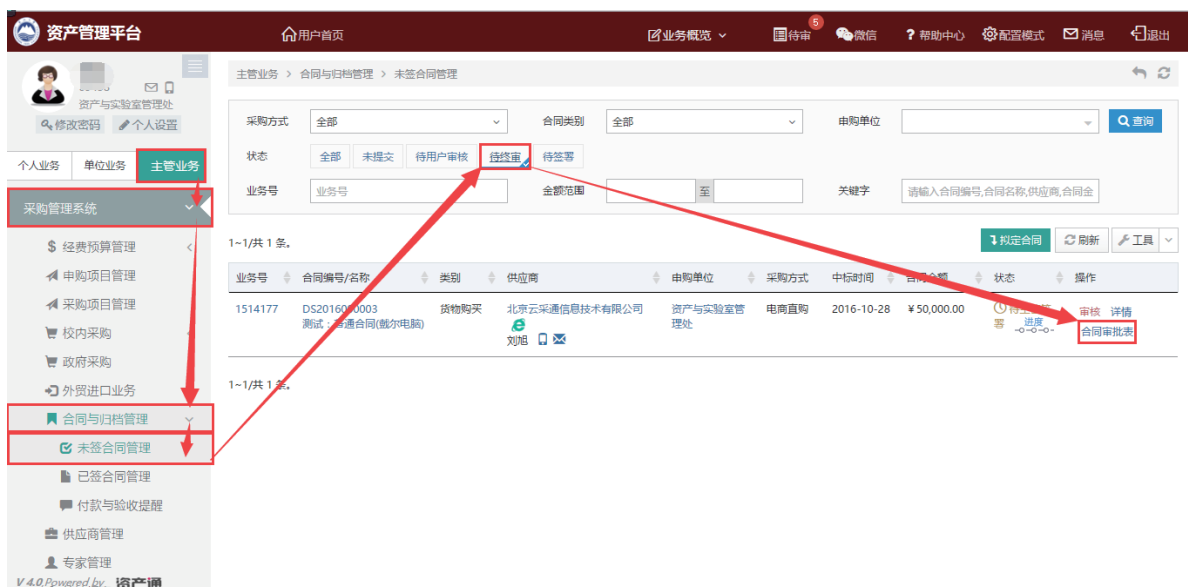 资产管理平台 用户首页 业务概览 待审 5 微信 ? 帮助中心 配置模式 消息 退出
资产与实验室管理处
修改密码 个人设置
个人业务 单位业务 主管业务
采购管理系统
$ 经费预算管理
申购项目管理
采购项目管理
校内采购
政府采购
外贸进口业务
合同与归档管理
未签合同管理
已签合同管理
付款与验收提醒
供应商管理
专家管理
V 4.0,Powered by 资产通
主管业务 > 合同与归档管理 > 未签合同管理
采购方式 全部 合同类别 全部 申购单位 查询
状态 全部 未提交 待用户审核 待终审 待签署
业务号 业务号 金额范围 至 关键字 请输入合同编号,合同名称,供应商,合同金
1~1/共 1 条。 拟定合同 刷新 工具
业务号 合同编号/名称 类别 供应商 申购单位 采购方式 中标时间 合同金额 状态 操作
1514177 货物购买 北京云采通信息技术有限公司 资产与实验室管 电商直购 2016-10-28 ￥50,000.00 审核 详情
理处 署 进度 合同审批表
刘旭
1~1/共 1 条。